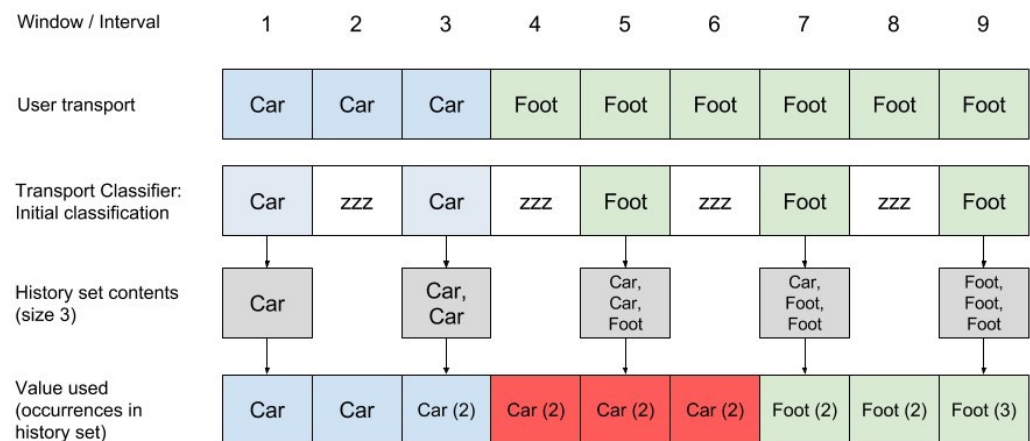 Window / Interval 1 2 3 4 5 6 7 8 9
User transport Car Car Car Foot Foot Foot Foot Foot Foot
Transport Classifier:
Initial classification
Car zzz Car zzz Foot zzz Foot zzz Foot
History set contents
(size 3)
Car
Car,
Car
Car,
Car,
Foot
Car,
Foot,
Foot
Foot,
Foot,
Foot
Value used
(occurrences in
history set)
Car Car Car (2) Car (2) Car (2) Car (2) Foot (2) Foot (2) Foot (3)